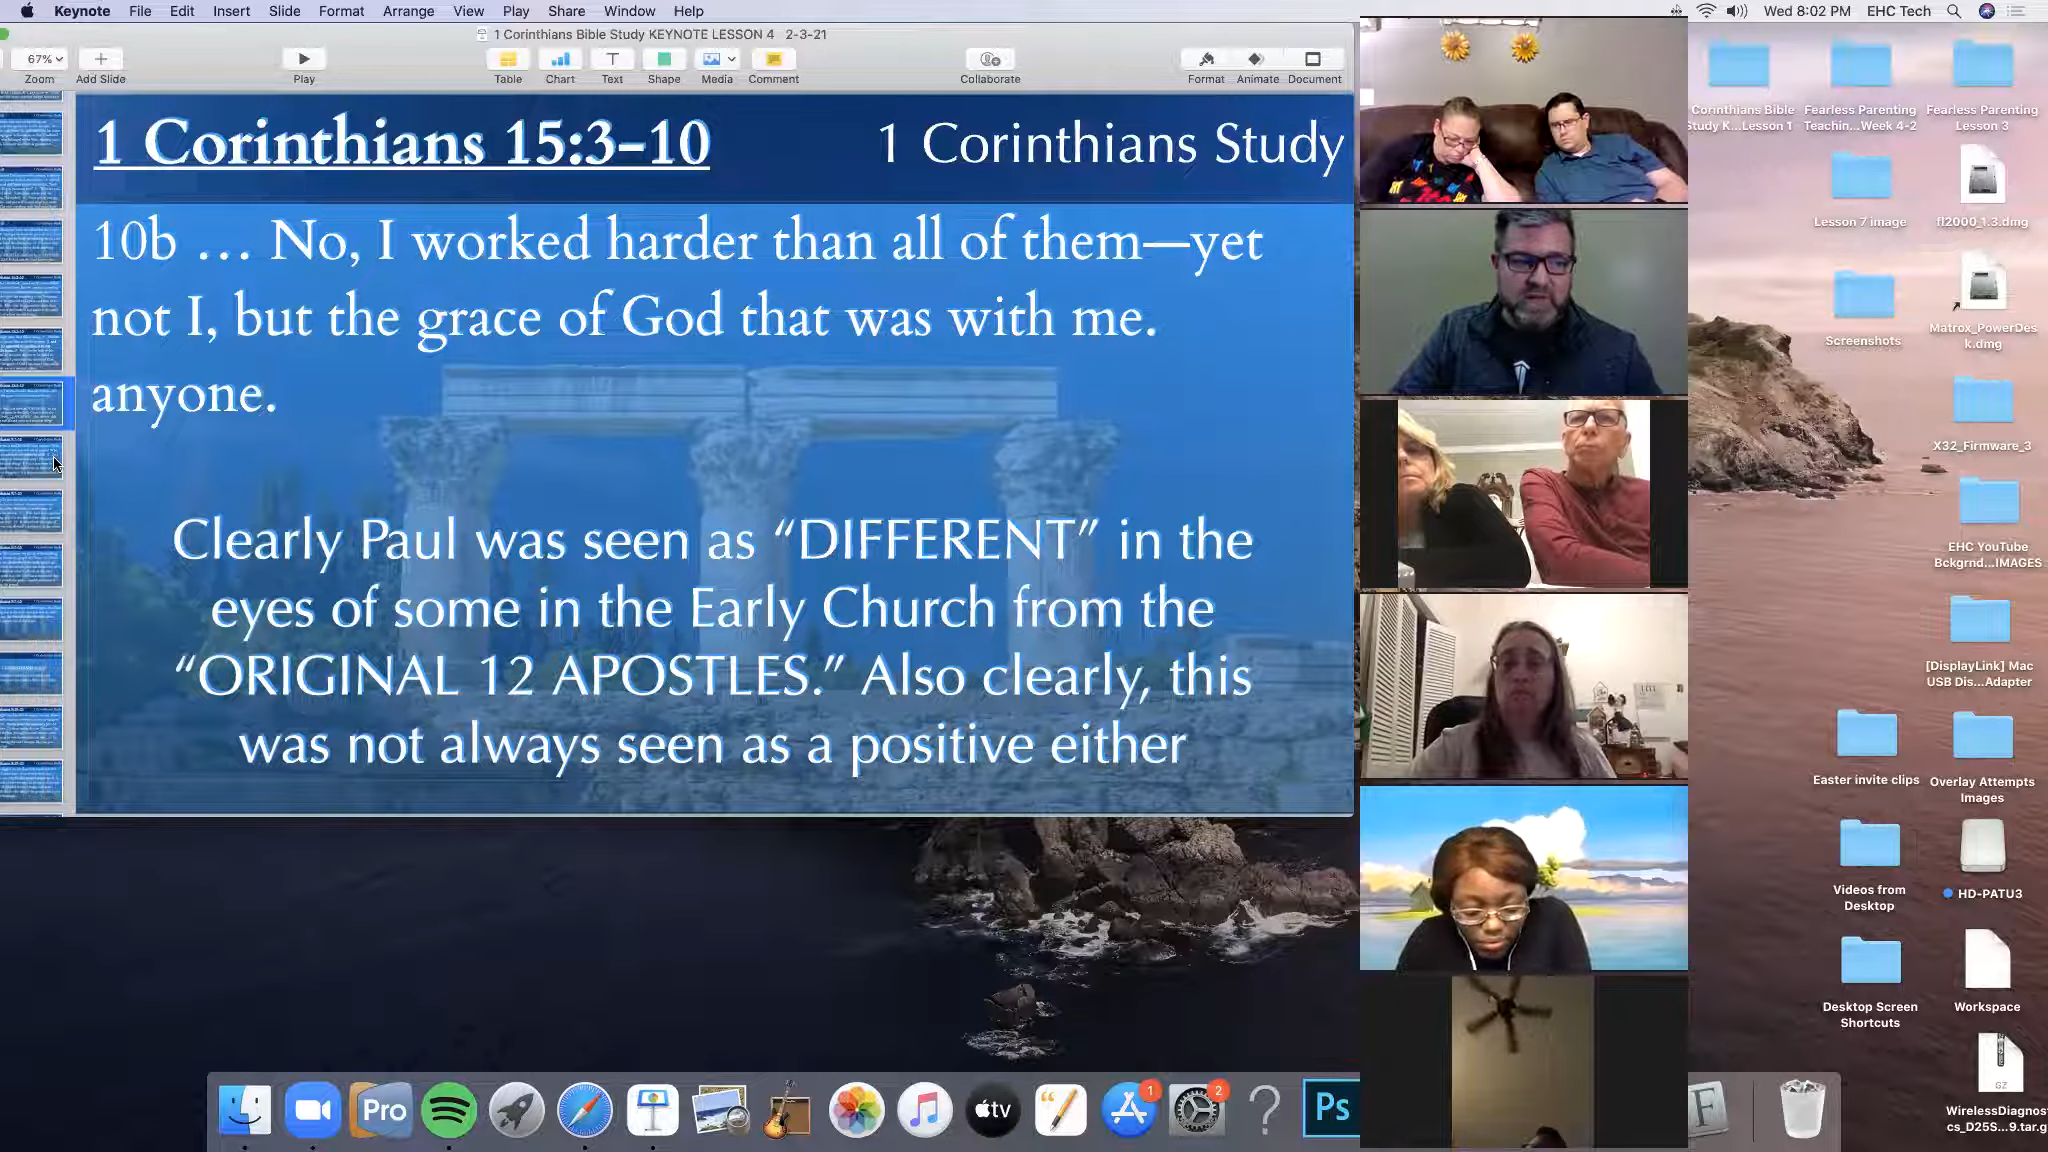 Keynote File Edit Insert Slide Format Arrange View Play Share Window Help
Wed 8:02 PM EHC Tech
1 Corinthians Bible Study KEYNOTE LESSON 4 2-3-21
67%
Zoom Add Slide Play Table Chart Text Shape Media Comment Collaborate Format Animate Document
1 Corinthians 15:3-10
1 Corinthians Study
10b … No, I worked harder than all of them—yet
not I, but the grace of God that was with me.
anyone.
Clearly Paul was seen as “DIFFERENT” in the
eyes of some in the Early Church from the
“ORIGINAL 12 APOSTLES.” Also clearly, this
was not always seen as a positive either
Corinthians Bible
Study K...Lesson 1
Fearless Parenting
Teachin...Week 4-2
Fearless Parenting
Lesson 3
Lesson 7 image
fl2000_1.3.dmg
Screenshots
Matrox_PowerDes
k.dmg
X32_Firmware_3
EHC YouTube
Bckgrnd...IMAGES
[DisplayLink] Mac
USB Dis...Adapter
Easter invite clips
Overlay Attempts
Images
Videos from
Desktop
HD-PATU3
Desktop Screen
Shortcuts
Workspace
GZ
WirelessDiagnos
cs_D25S...9.tar.g
Pro
tv
1
2
Ps
F